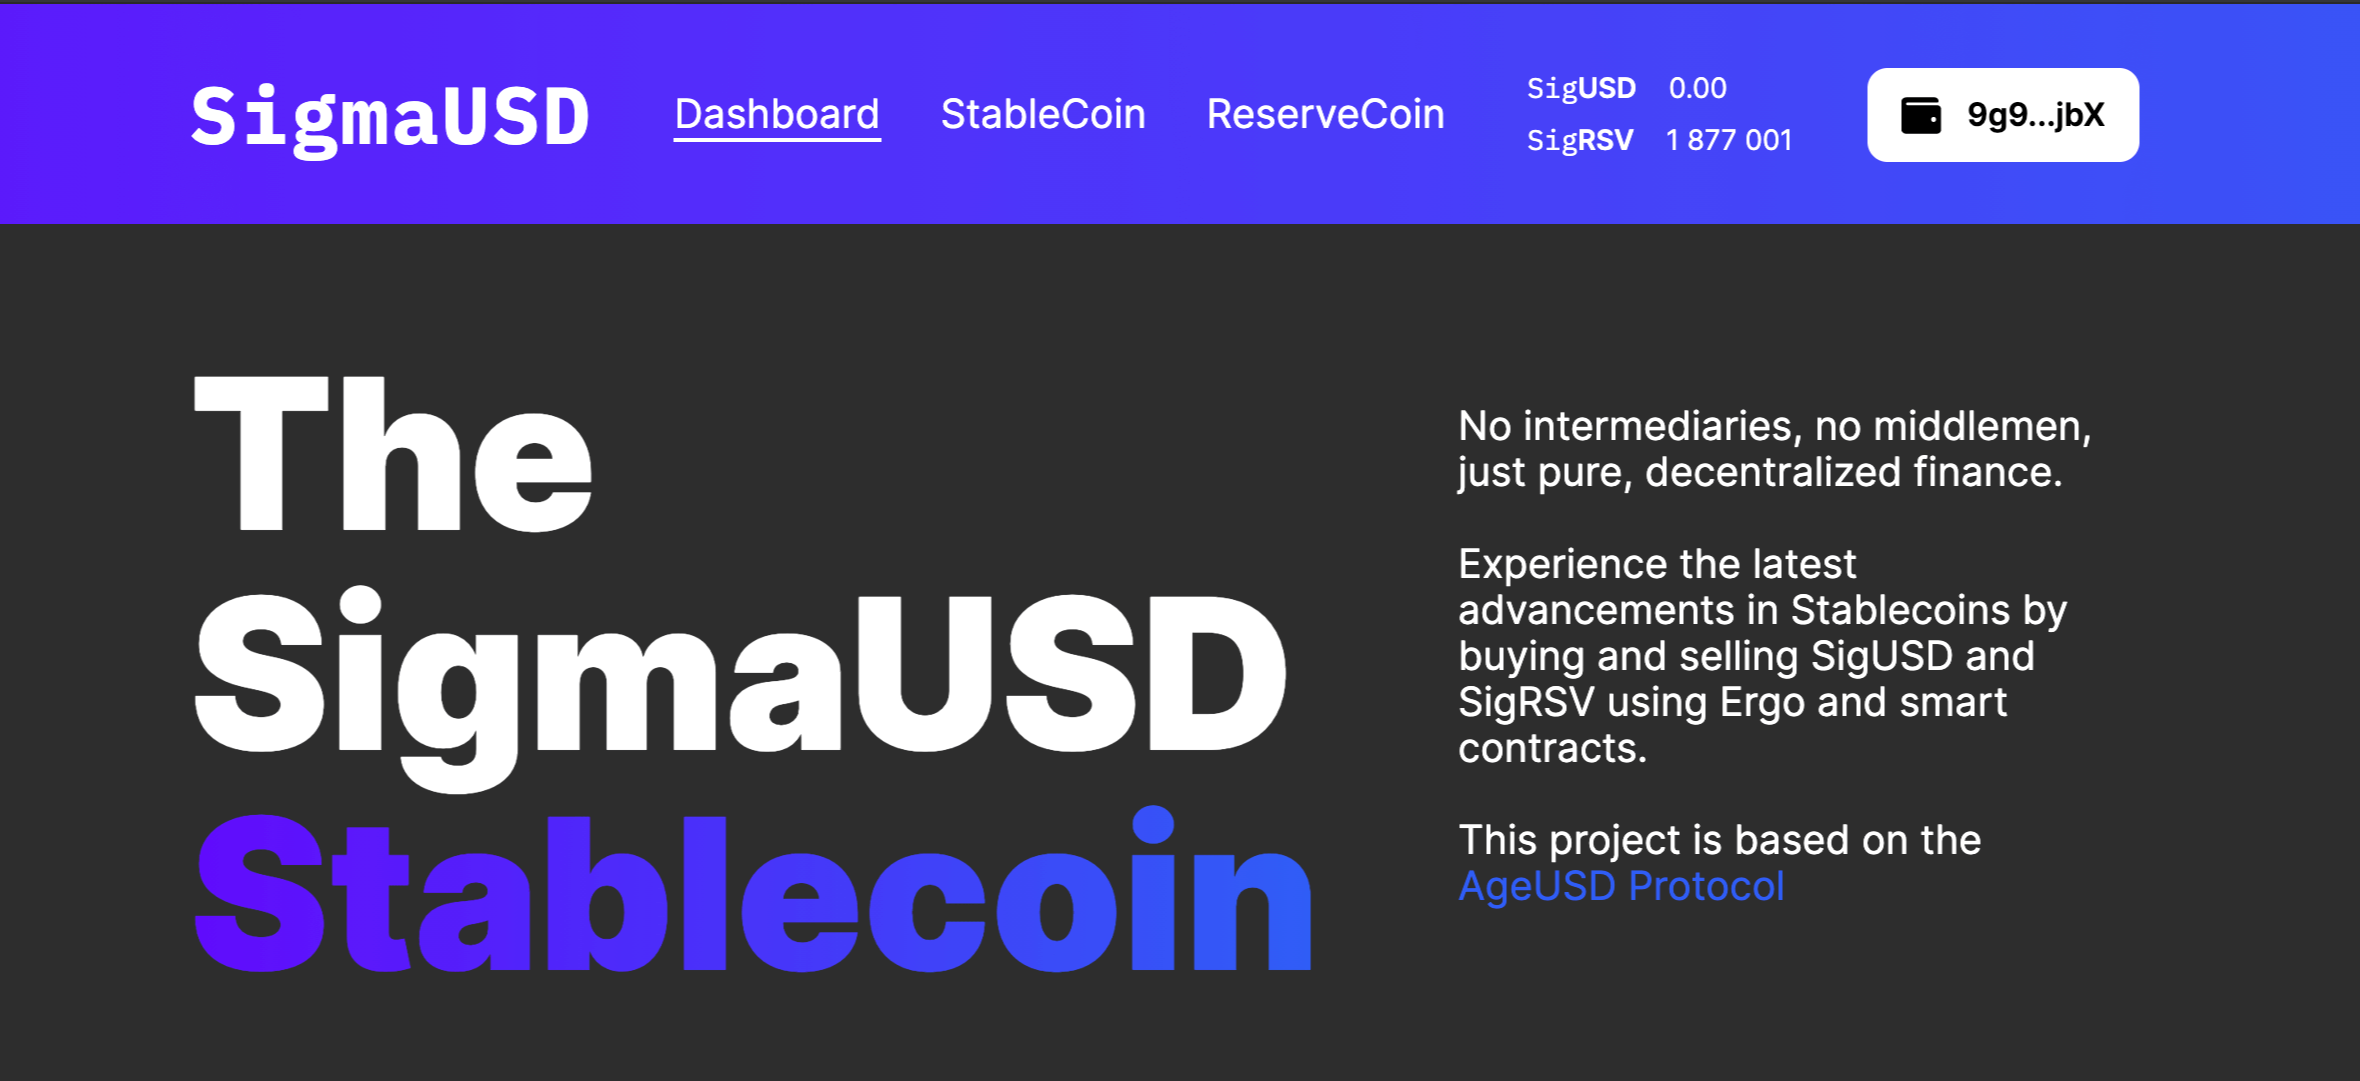 SigmaUSD
Dashboard
StableCoin
ReserveCoin
SigUSD 0.00
SigRSV 1 877 001
9g9...jbX
The
SigmaUSD
Stablecoin
No intermediaries, no middlemen,
just pure, decentralized finance.
Experience the latest
advancements in Stablecoins by
buying and selling SigUSD and
SigRSV using Ergo and smart
contracts.
This project is based on the
AgeUSD Protocol